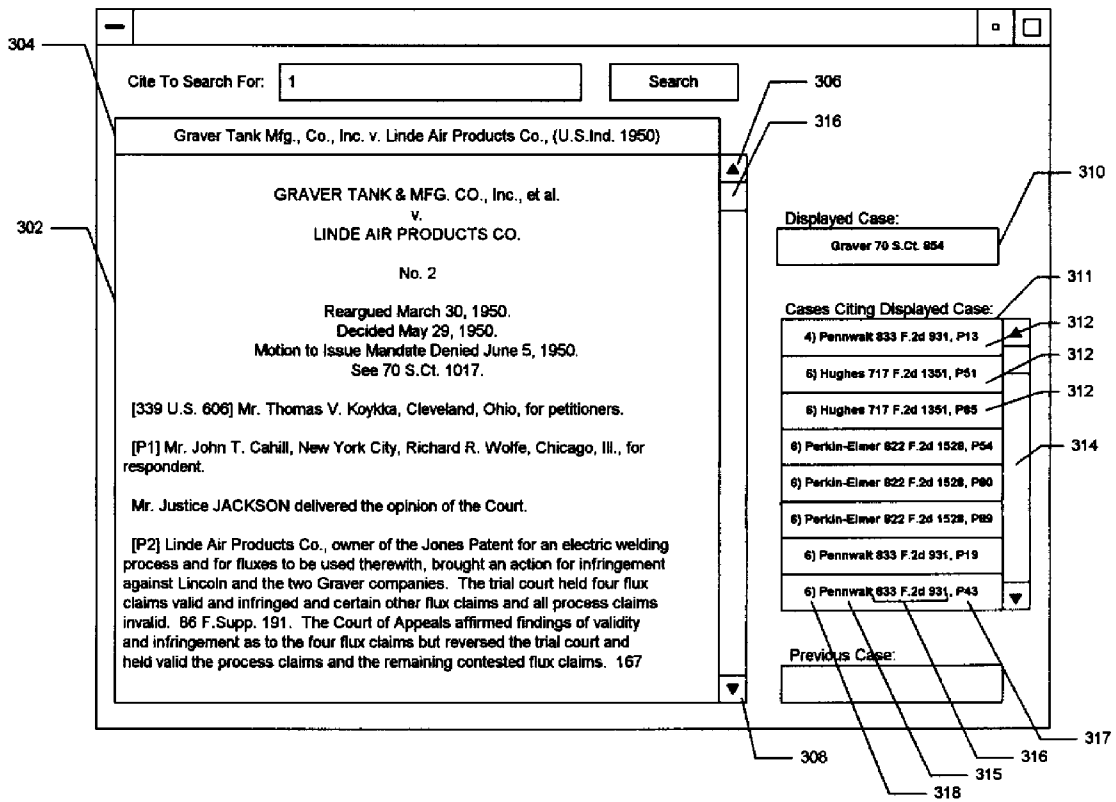 304
Cite To Search For: 1 Search
306
316
Graver Tank Mfg., Co., Inc. v. Linde Air Products Co., (U.S.Ind. 1950)
310
302
GRAVER TANK & MFG. CO., Inc., et al.
v.
LINDE AIR PRODUCTS CO.
No. 2
Reargued March 30, 1950.
Decided May 29, 1950.
Motion to Issue Mandate Denied June 5, 1950.
See 70 S.Ct. 1017.
[339 U.S. 606] Mr. Thomas V. Koykka, Cleveland, Ohio, for petitioners.
[P1] Mr. John T. Cahill, New York City, Richard R. Wolfe, Chicago, Ill., for
respondent.
Mr. Justice JACKSON delivered the opinion of the Court.
[P2] Linde Air Products Co., owner of the Jones Patent for an electric welding
process and for fluxes to be used therewith, brought an action for infringement
against Lincoln and the two Graver companies. The trial court held four flux
claims valid and infringed and certain other flux claims and all process claims
invalid. 86 F.Supp. 191. The Court of Appeals affirmed findings of validity
and infringement as to the four flux claims but reversed the trial court and
held valid the process claims and the remaining contested flux claims. 167
Displayed Case:
Graver 70 S.Ct. 854
311
Cases Citing Displayed Case:
312
4) Pennwalt 833 F.2d 931, P13
312
6) Hughes 717 F.2d 1351, P51
312
6) Hughes 717 F.2d 1351, P65
314
6) Perkin-Elmer 822 F.2d 1528, P54
6) Perkin-Elmer 822 F.2d 1528, P80
6) Perkin-Elmer 822 F.2d 1528, P89
6) Pennwalt 833 F.2d 931, P19
6) Pennwalt 833 F.2d 931, P43
Previous Case:
317
308
316
315
318